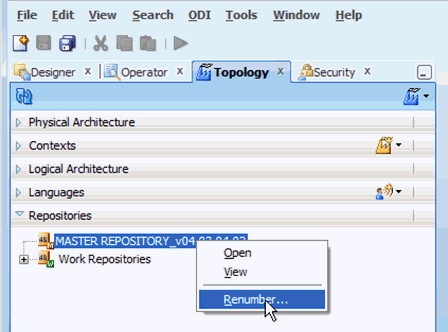 File Edit View Search ODI Tools Window Help
Designer Operator Topology Security
Physical Architecture
Contexts
Logical Architecture
Languages
Repositories
MASTER REPOSITORY_v04.03.04.02
Work Repositories
Open
View
Renumber...